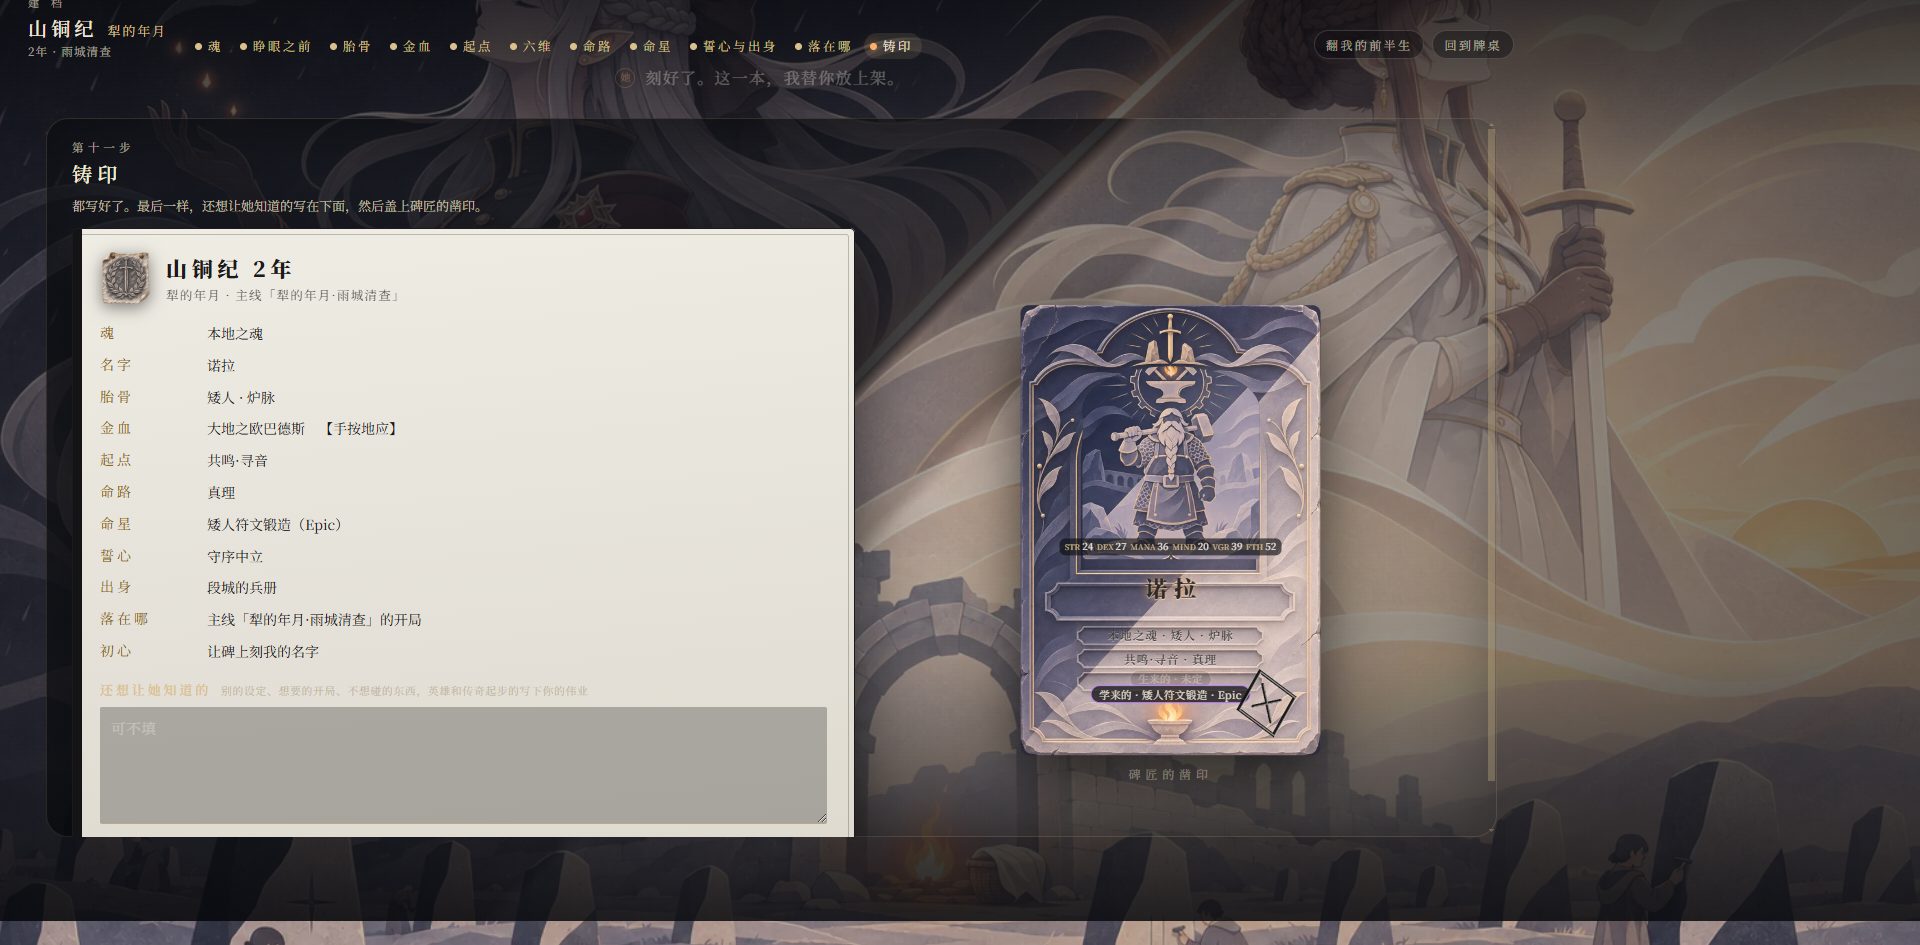 建 档
山铜纪 犁的年月
2年 · 雨城清查
魂 睁眼之前 胎骨 金血 起点 六维 命路 命星 誓心与出身 落在哪 铸印
翻我的前半生 回到牌桌
她 刻好了。这一本，我替你放上架。
第十一步
铸印
都写好了。最后一样，还想让她知道的写在下面，然后盖上碑匠的凿印。
山铜纪 2年
犁的年月 · 主线「犁的年月·雨城清查」
魂 本地之魂
名字 诺拉
胎骨 矮人 · 炉脉
金血 大地之欧巴德斯 【手按地应】
起点 共鸣·寻音
命路 真理
命星 矮人符文锻造（Epic）
誓心 守序中立
出身 段城的兵册
落在哪 主线「犁的年月·雨城清查」的开局
初心 让碑上刻我的名字
还想让她知道的 别的设定、想要的开局、不想碰的东西，英雄和传奇起步的写下你的伟业
可不填
STR 24 DEX 27 MANA 36 MIND 20 VGR 39 FTH 52
诺拉
本地之魂 · 矮人 · 炉脉
共鸣·寻音 · 真理
生来的 · 未定
学来的 · 矮人符文锻造 · Epic
碑匠的凿印